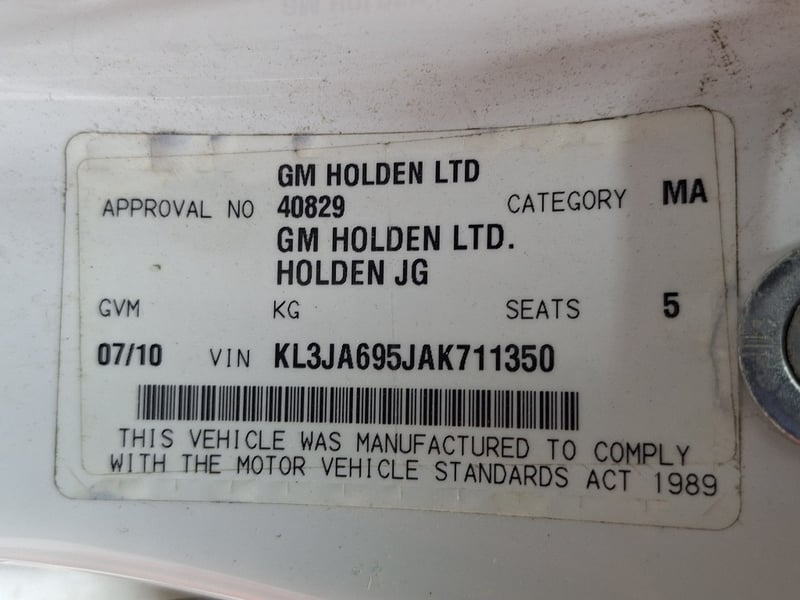 GM HOLDEN LTD
APPROVAL NO 40829 CATEGORY MA
GM HOLDEN LTD.
HOLDEN JG
GVM KG SEATS 5
07/10 VIN KL3JA695JAK711350
THIS VEHICLE WAS MANUFACTURED TO COMPLY
WITH THE MOTOR VEHICLE STANDARDS ACT 1989